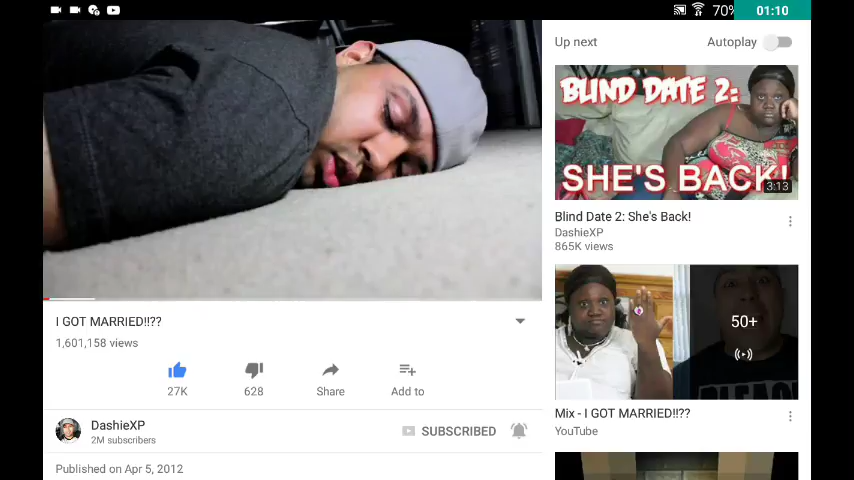 70%
01:10
Up next
Autoplay
BLIND DATE 2:
SHE'S BACK!
3:13
Blind Date 2: She's Back!
DashieXP
865K views
50+
Mix - I GOT MARRIED!!??
YouTube
I GOT MARRIED!!??
1,601,158 views
27K
628
Share
Add to
DashieXP
2M subscribers
SUBSCRIBED
Published on Apr 5, 2012